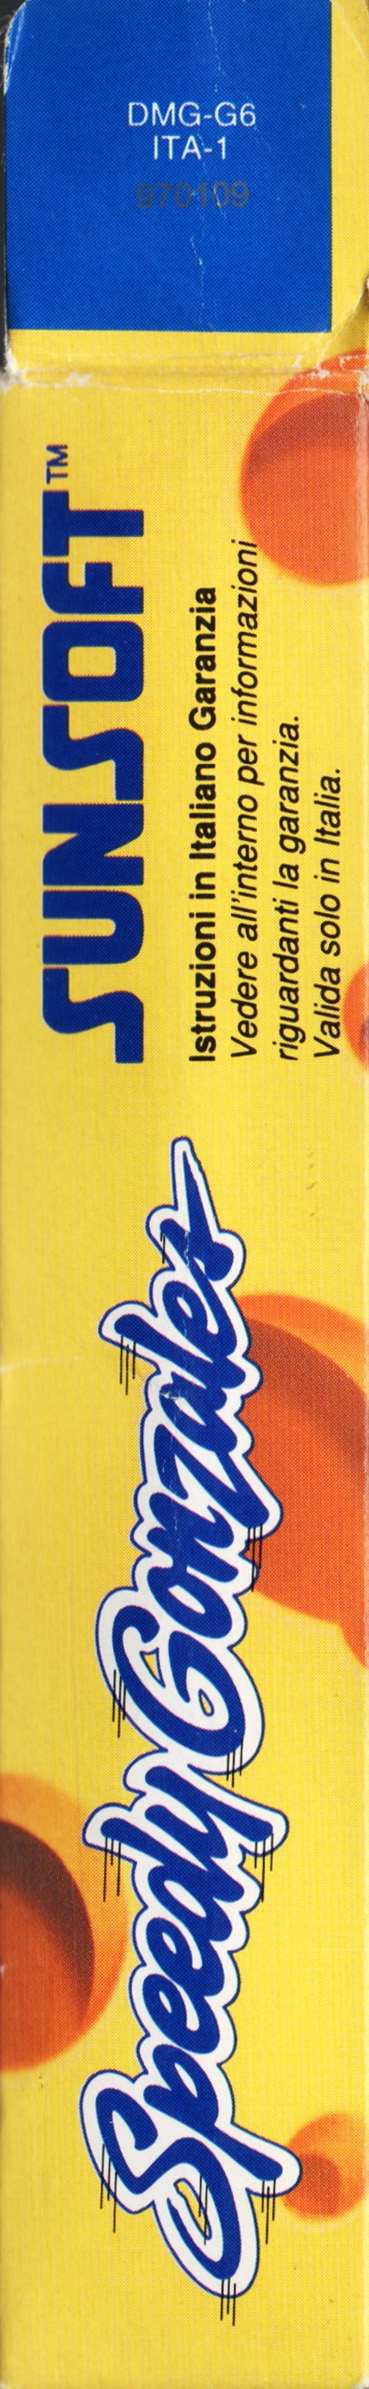 DMG-G6
ITA-1
970109
SUNSOFT™
Istruzioni in Italiano Garanzia
Vedere all'interno per informazioni
riguardanti la garanzia.
Valida solo in Italia.
Speedy Gonzales